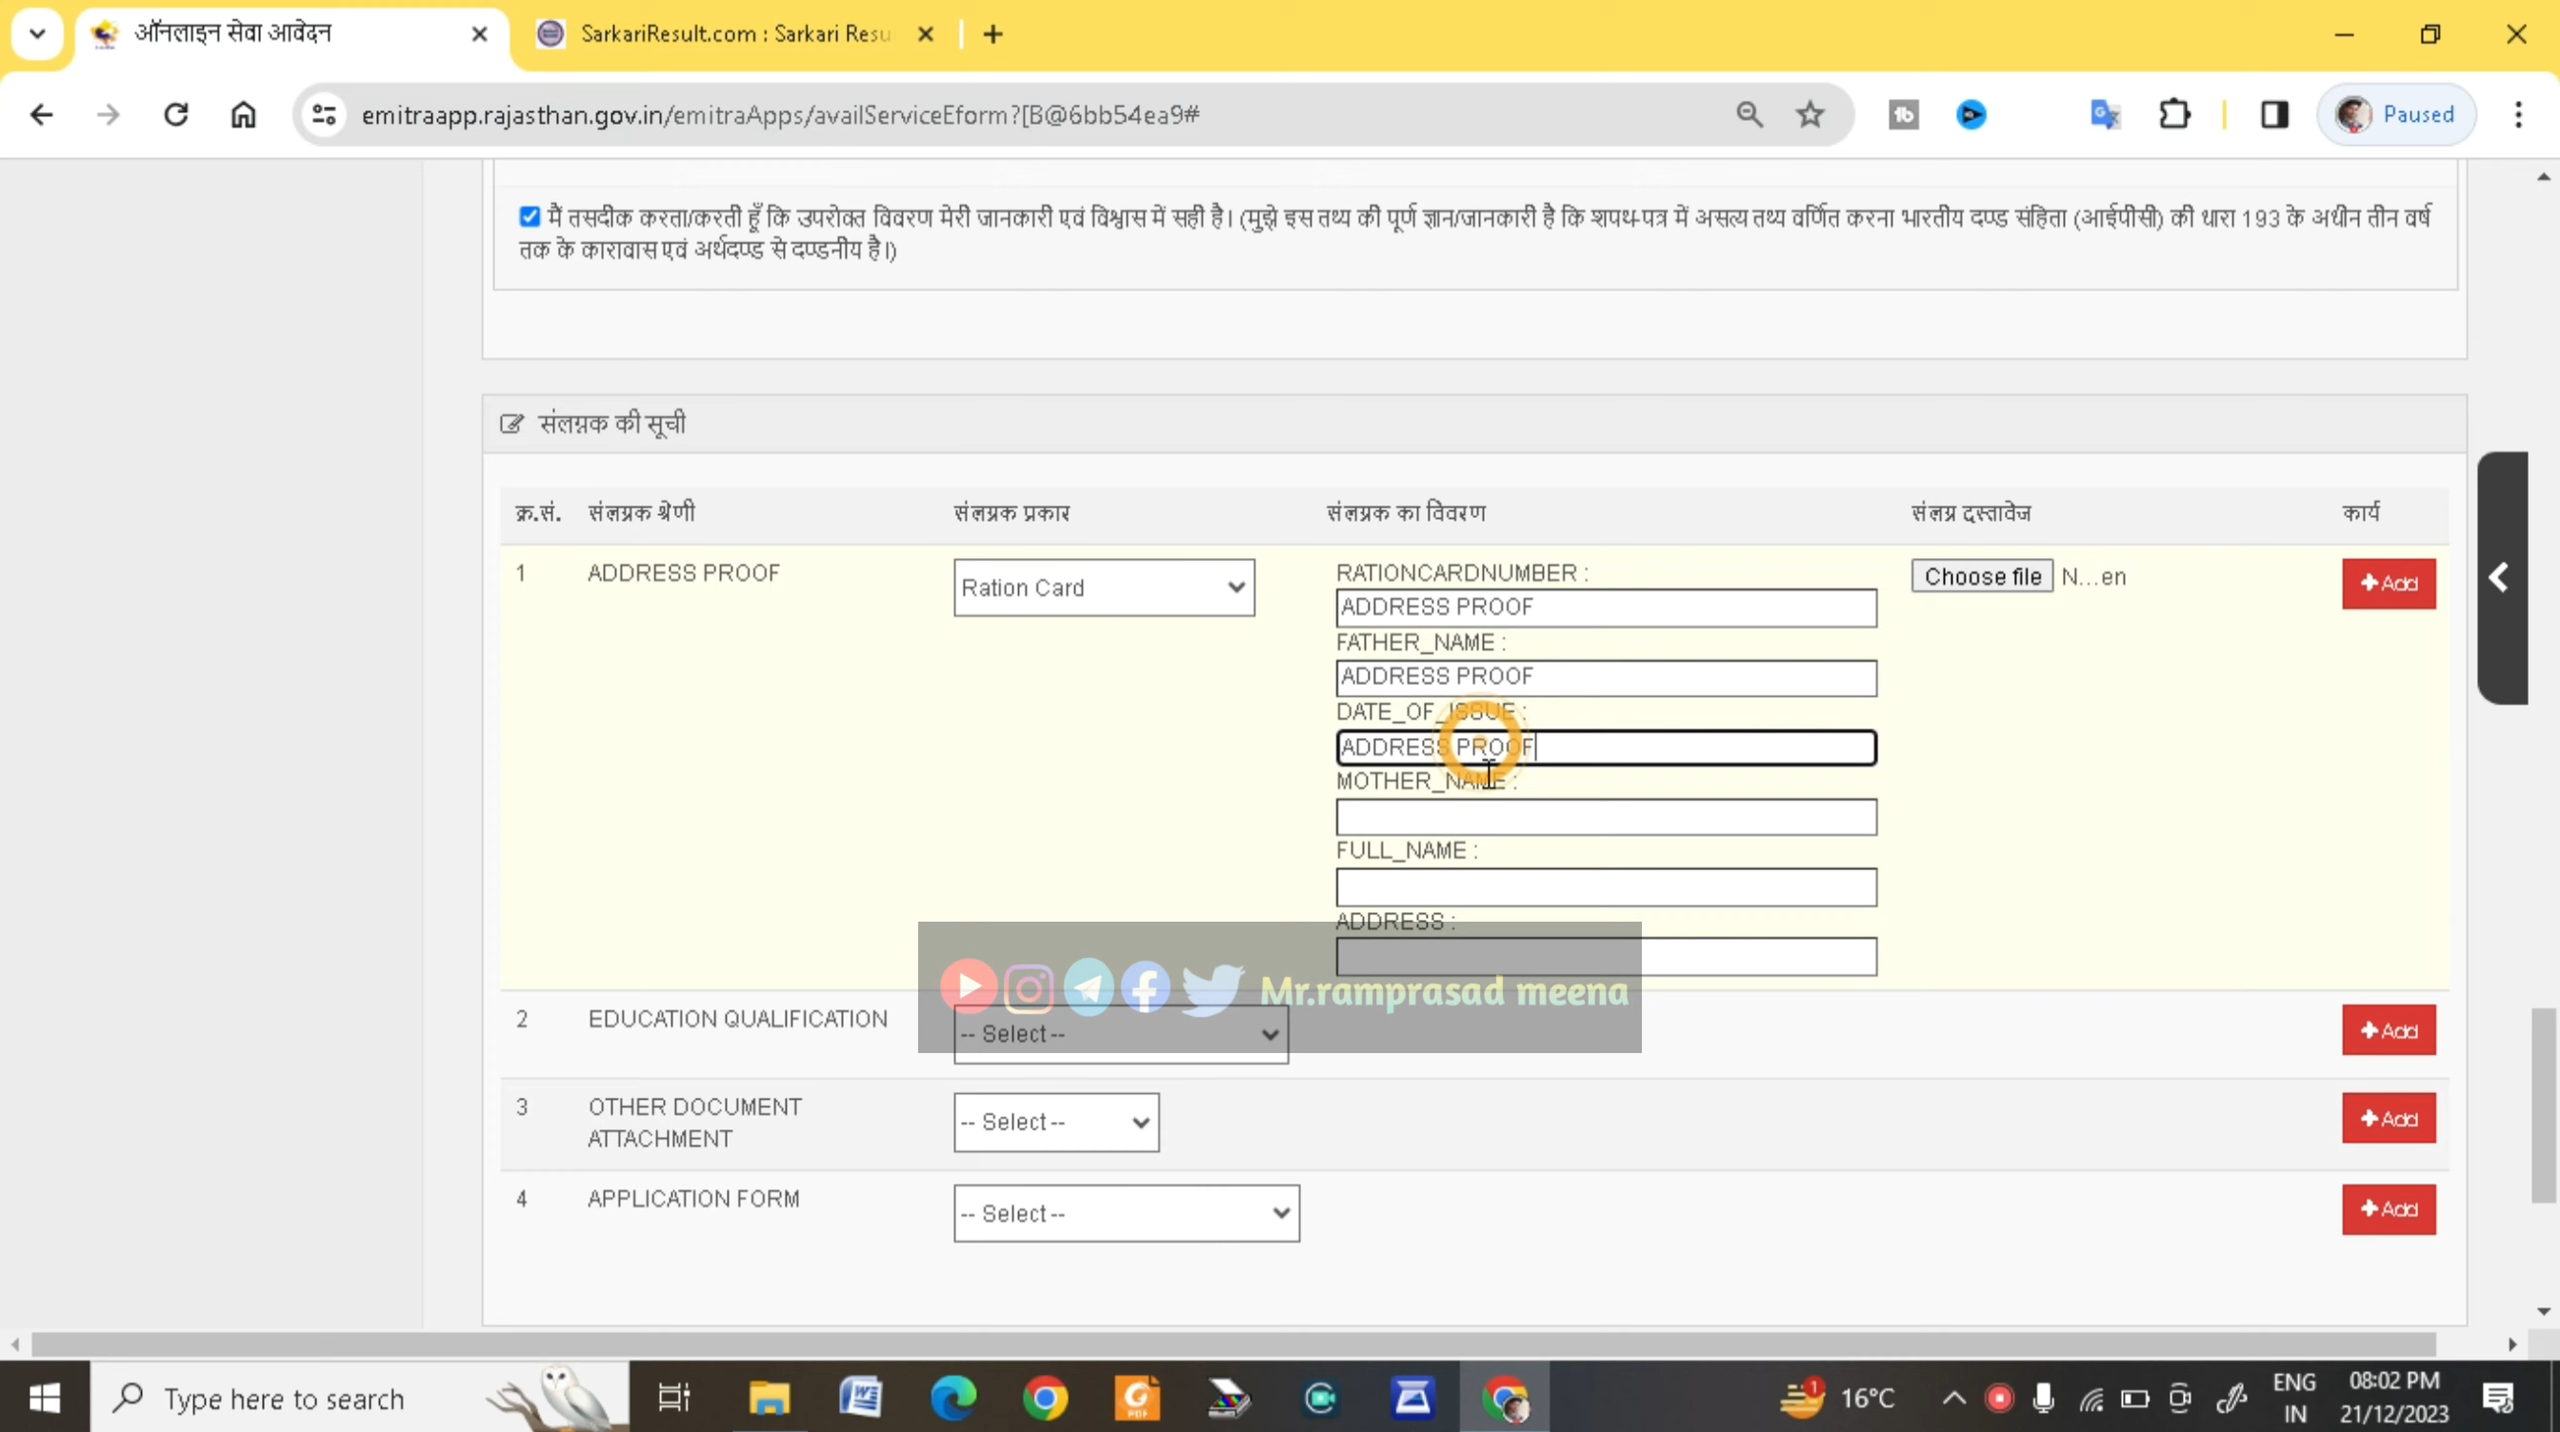 ऑनलाइन सेवा आवेदन
SarkariResult.com : Sarkari Resu
emitraapp.rajasthan.gov.in/emitraApps/availServiceEform?[B@6bb54ea9#
Paused
मैं तसदीक करता/करती हूँ कि उपरोक्त विवरण मेरी जानकारी एवं विश्वास में सही है। (मुझे इस तथ्य की पूर्ण ज्ञान/जानकारी है कि शपथ-पत्र में असत्य तथ्य वर्णित करना भारतीय दण्ड संहिता (आईपीसी) की धारा 193 के अधीन तीन वर्ष
तक के कारावास एवं अर्थदण्ड से दण्डनीय है।)
संलग्नक की सूची
क्र.सं. संलग्नक श्रेणी संलग्नक प्रकार संलग्नक का विवरण संलग्न दस्तावेज कार्य
1 ADDRESS PROOF Ration Card RATIONCARDNUMBER : Choose file N...en Add
ADDRESS PROOF
FATHER_NAME :
ADDRESS PROOF
DATE_OF_ISSUE :
ADDRESS PROOF
MOTHER_NAME :
FULL_NAME :
ADDRESS :
Mr.ramprasad meena
2 EDUCATION QUALIFICATION -- Select -- Add
3 OTHER DOCUMENT ATTACHMENT -- Select -- Add
4 APPLICATION FORM -- Select -- Add
Type here to search
16°C
ENG
IN
08:02 PM
21/12/2023